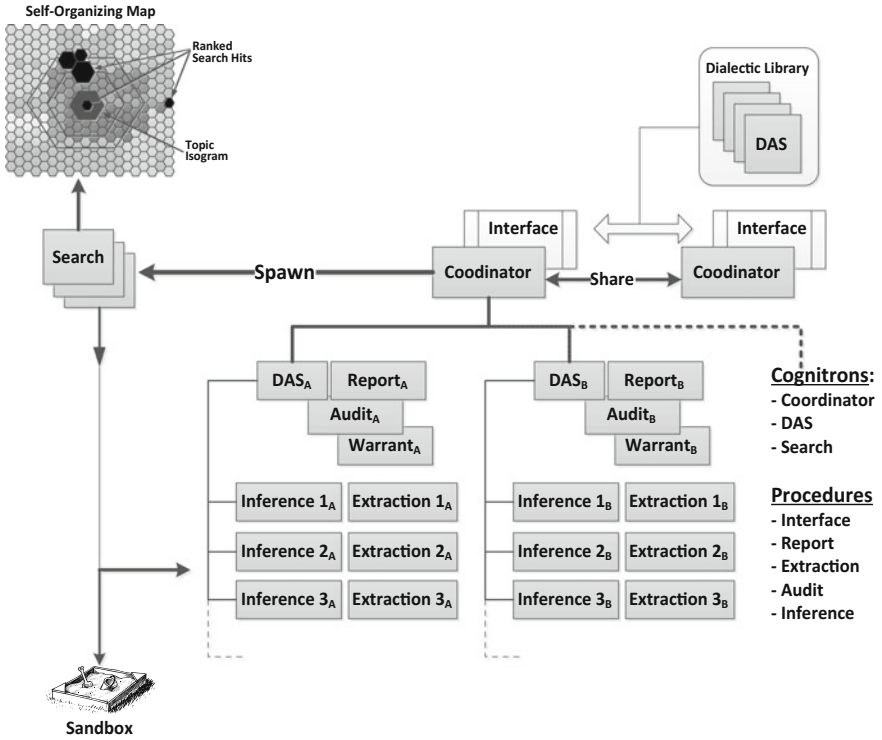 Self-Organizing Map
Ranked
Search Hits
Topic
Isogram
Dialectic Library
DAS
Interface
Interface
Search
Spawn
Coodinator
Share
Coodinator
DASA
ReportA
AuditA
WarrantA
DASB
ReportB
AuditB
WarrantB
Inference 1A
Extraction 1A
Inference 2A
Extraction 2A
Inference 3A
Extraction 3A
Inference 1B
Extraction 1B
Inference 2B
Extraction 2B
Inference 3B
Extraction 3B
Cognitrons:
- Coordinator
- DAS
- Search
Procedures
- Interface
- Report
- Extraction
- Audit
- Inference
Sandbox